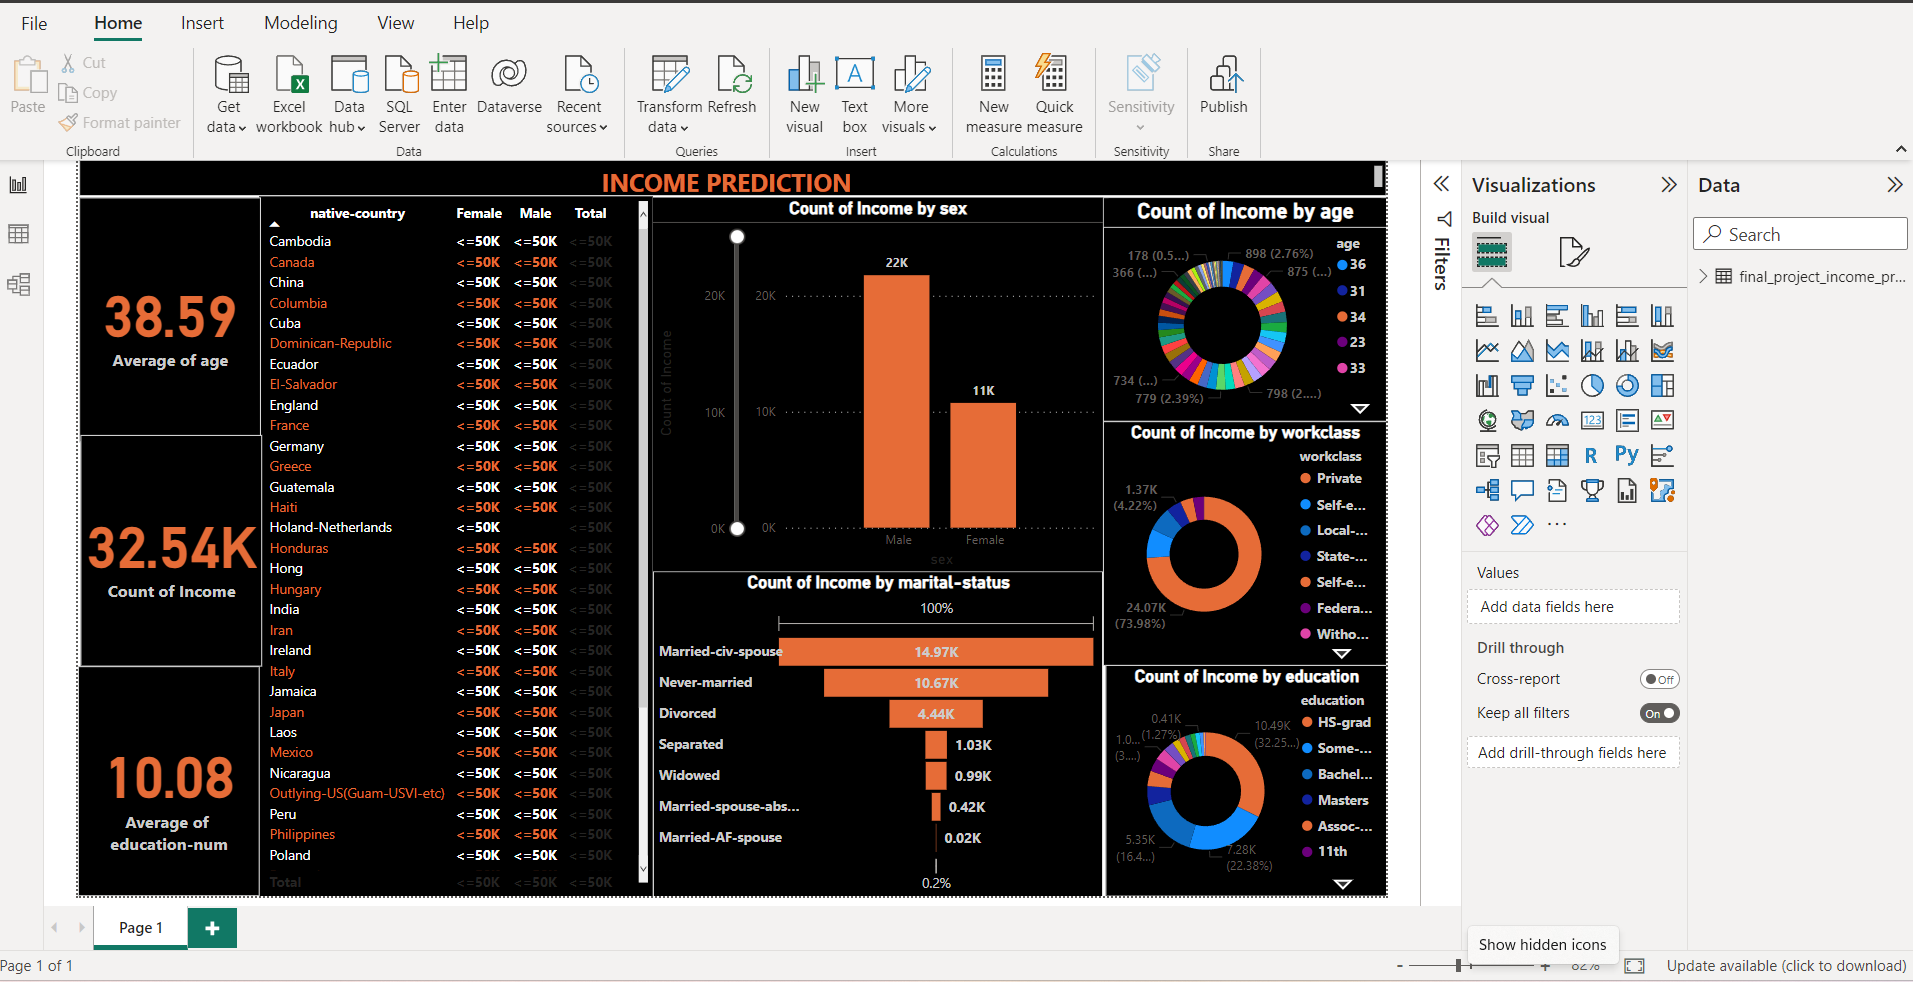 File Home Insert Modeling View Help
Paste
Cut
Copy
Format painter
Clipboard
Get data
Excel workbook
Data hub
SQL Server
Enter data
Dataverse
Recent sources
Data
Transform data
Refresh
Queries
New visual
Text box
More visuals
Insert
New measure
Quick measure
Calculations
Sensitivity
Sensitivity
Publish
Share
INCOME PREDICTION
38.59
Average of age
32.54K
Count of Income
10.08
Average of
education-num
native-country Female Male Total
Cambodia <=50K <=50K <=50K
Canada <=50K <=50K <=50K
China <=50K <=50K <=50K
Columbia <=50K <=50K <=50K
Cuba <=50K <=50K <=50K
Dominican-Republic <=50K <=50K <=50K
Ecuador <=50K <=50K <=50K
El-Salvador <=50K <=50K <=50K
England <=50K <=50K <=50K
France <=50K <=50K <=50K
Germany <=50K <=50K <=50K
Greece <=50K <=50K <=50K
Guatemala <=50K <=50K <=50K
Haiti <=50K <=50K <=50K
Holand-Netherlands <=50K <=50K
Honduras <=50K <=50K <=50K
Hong <=50K <=50K <=50K
Hungary <=50K <=50K <=50K
India <=50K <=50K <=50K
Iran <=50K <=50K <=50K
Ireland <=50K <=50K <=50K
Italy <=50K <=50K <=50K
Jamaica <=50K <=50K <=50K
Japan <=50K <=50K <=50K
Laos <=50K <=50K <=50K
Mexico <=50K <=50K <=50K
Nicaragua <=50K <=50K <=50K
Outlying-US(Guam-USVI-etc) <=50K <=50K <=50K
Peru <=50K <=50K <=50K
Philippines <=50K <=50K <=50K
Poland <=50K <=50K <=50K
Total <=50K <=50K <=50K
Count of Income by sex
22K
20K 20K
11K
10K 10K
0K 0K
Count of Income
Male Female
sex
Count of Income by marital-status
100%
Married-civ-spouse 14.97K
Never-married 10.67K
Divorced 4.44K
Separated 1.03K
Widowed 0.99K
Married-spouse-abs... 0.42K
Married-AF-spouse 0.02K
0.2%
Count of Income by age
178 (0.5...) 898 (2.76%)
366 (...) 875 (...)
734 (...) 798 (2....)
779 (2.39%)
age
36
31
34
23
33
Count of Income by workclass
1.37K
(4.22%)
24.07K
(73.98%)
workclass
Private
Self-e...
Local-...
State-...
Self-e...
Federa...
Witho...
Count of Income by education
0.41K
(1.27%)
10.49K
(32.25...)
1.0...
(3....)
5.35K
(16.4...)
7.28K
(22.38%)
education
HS-grad
Some-...
Bachel...
Masters
Assoc-...
11th
Filters
Visualizations
Build visual
123
R Py
...
Values
Add data fields here
Drill through
Cross-report Off
Keep all filters On
Add drill-through fields here
Data
Search
final_project_income_pr...
Page 1
+
Show hidden icons
Page 1 of 1
- + 82%
Update available (click to download)